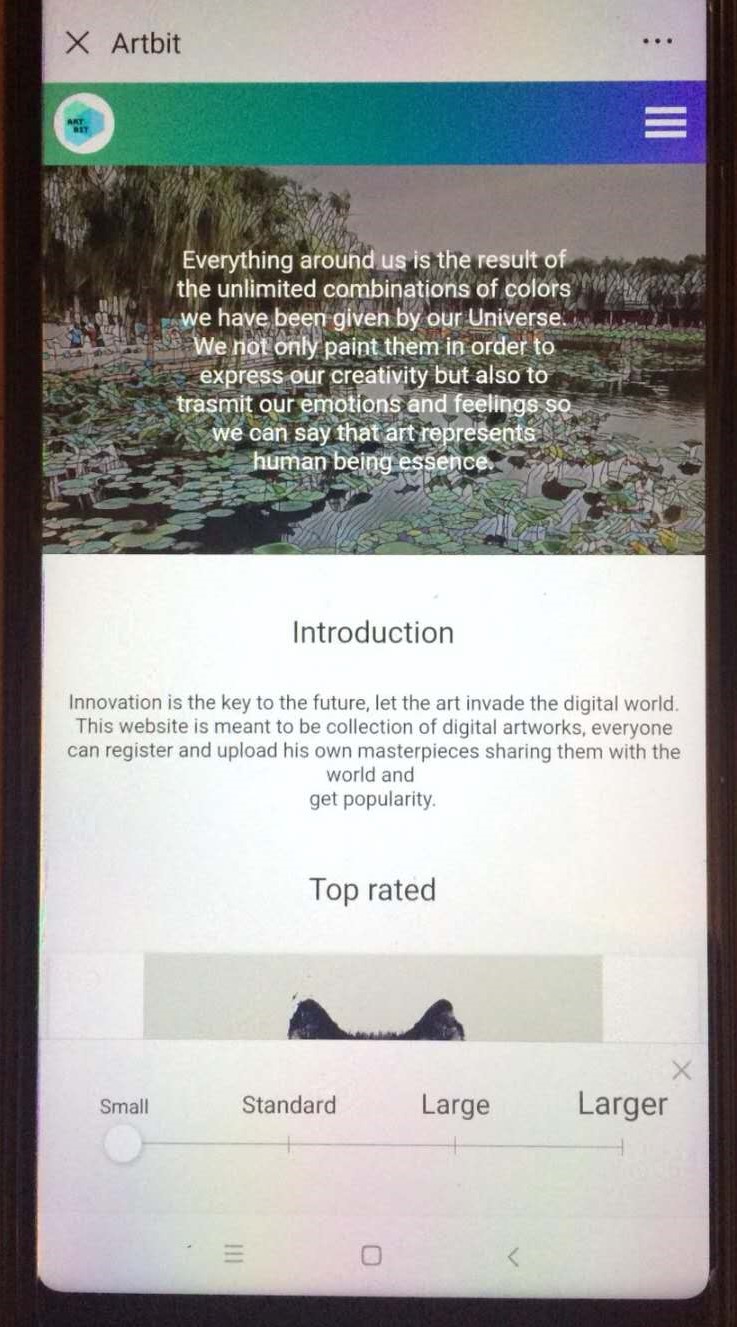 Artbit
ART
BIT
Everything around us is the result of
the unlimited combinations of colors
we have been given by our Universe.
We not only paint them in order to
express our creativity but also to
trasmit our emotions and feelings so
we can say that art represents
human being essence.
Introduction
Innovation is the key to the future, let the art invade the digital world.
This website is meant to be collection of digital artworks, everyone
can register and upload his own masterpieces sharing them with the
world and
get popularity.
Top rated
Small Standard Large Larger